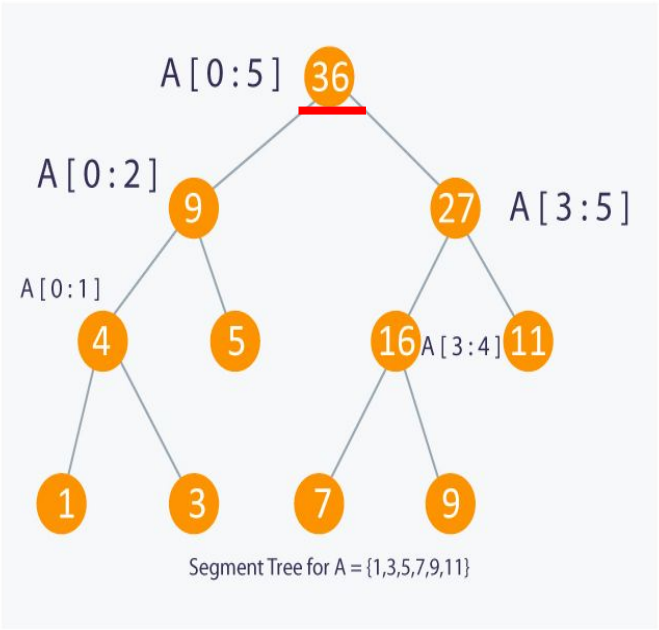 A [ 0 : 5 ] 36
A [ 0 : 2 ] 9 27 A [ 3 : 5 ]
A [ 0 : 1 ]
4 5 16 A [ 3 : 4 ] 11
1 3 7 9
Segment Tree for A = {1,3,5,7,9,11}